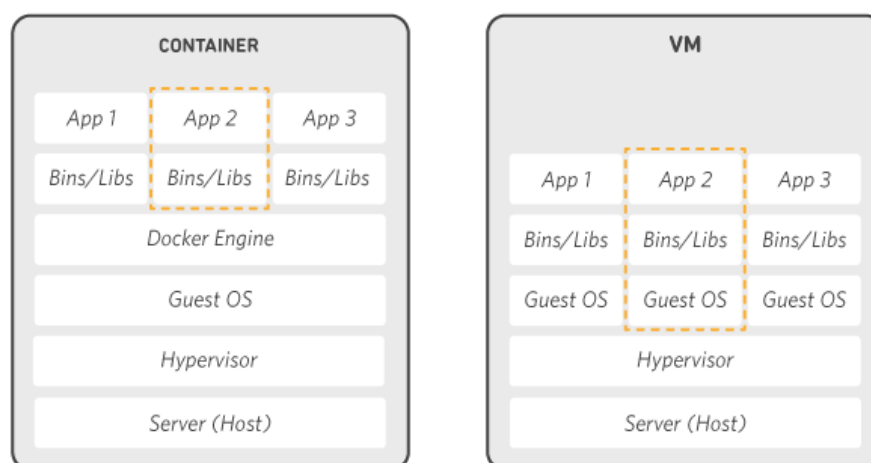 CONTAINER
App 1 App 2 App 3
Bins/Libs Bins/Libs Bins/Libs
Docker Engine
Guest OS
Hypervisor
Server (Host)
VM
App 1 App 2 App 3
Bins/Libs Bins/Libs Bins/Libs
Guest OS Guest OS Guest OS
Hypervisor
Server (Host)